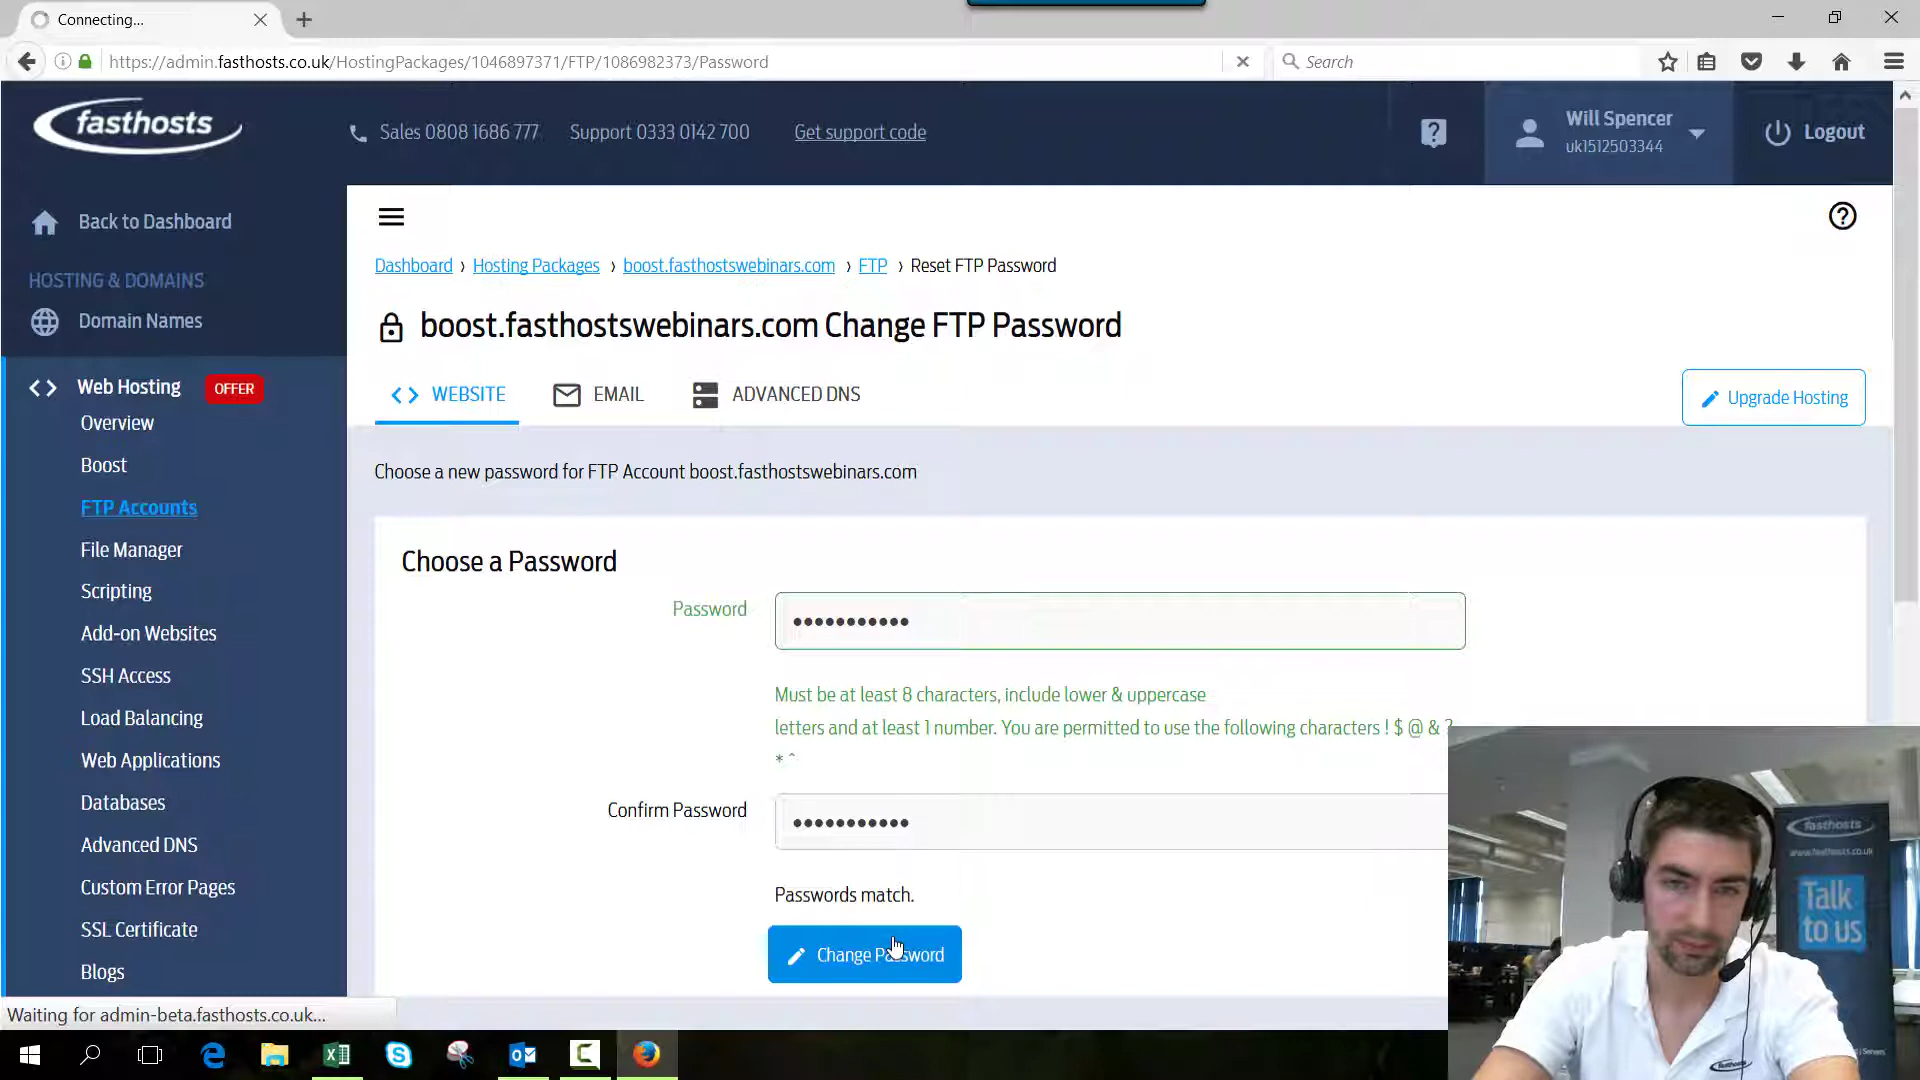 Connecting...
https://admin.fasthosts.co.uk/HostingPackages/1046897371/FTP/1086982373/Password
Search
fasthosts
Sales 0808 1686 777
Support 0333 0142 700
Get support code
Will Spencer
uk1512503344
Logout
Back to Dashboard
HOSTING & DOMAINS
Domain Names
Web Hosting
OFFER
Overview
Boost
FTP Accounts
File Manager
Scripting
Add-on Websites
SSH Access
Load Balancing
Web Applications
Databases
Advanced DNS
Custom Error Pages
SSL Certificate
Blogs
Dashboard › Hosting Packages › boost.fasthostswebinars.com › FTP › Reset FTP Password
boost.fasthostswebinars.com Change FTP Password
WEBSITE
EMAIL
ADVANCED DNS
Upgrade Hosting
Choose a new password for FTP Account boost.fasthostswebinars.com
Choose a Password
Password
•••••••••••
Must be at least 8 characters, include lower & uppercase
letters and at least 1 number. You are permitted to use the following characters ! $ @ & ?
* ^
Confirm Password
•••••••••••
Passwords match.
Change Password
Waiting for admin-beta.fasthosts.co.uk...
fasthosts
www.fasthosts.co.uk
Talk
to us
fasthosts